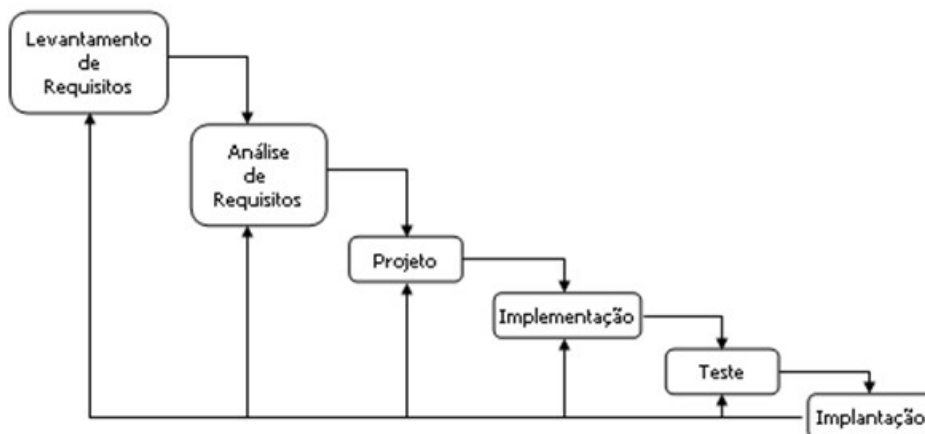 Levantamento
de
Requisitos
Análise
de
Requisitos
Projeto
Implementação
Teste
Implantação